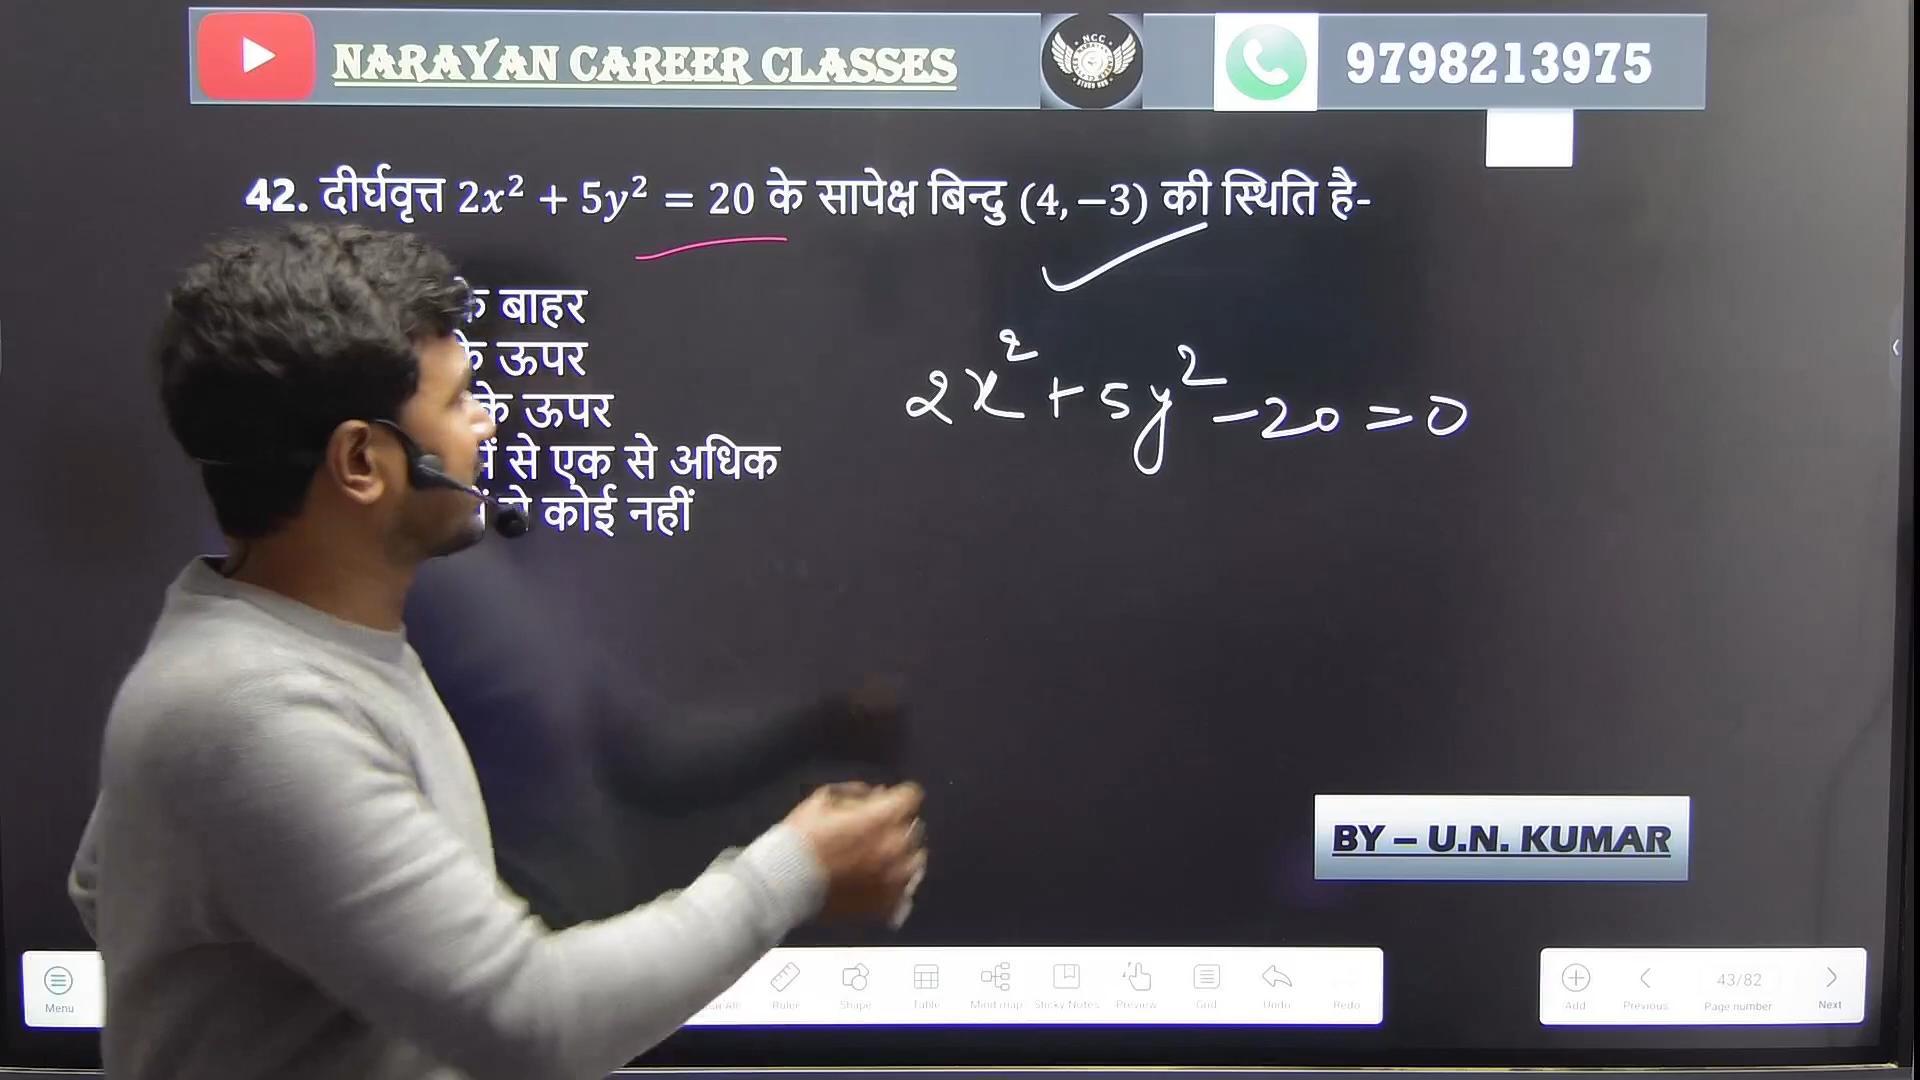 NARAYAN CAREER CLASSES
NCC
9798213975
42. दीर्घवृत्त 2x² + 5y² = 20 के सापेक्ष बिन्दु (4, −3) की स्थिति है-
के बाहर
के ऊपर
के ऊपर
में से एक से अधिक
कोई नहीं
2x² + 5y² - 20 = 0
BY – U.N. KUMAR
Menu
Ruler
Shape
Table
Mind map
Sticky Notes
Preview
Grid
Undo
Redo
Add
Previous
43/82
Page number
Next